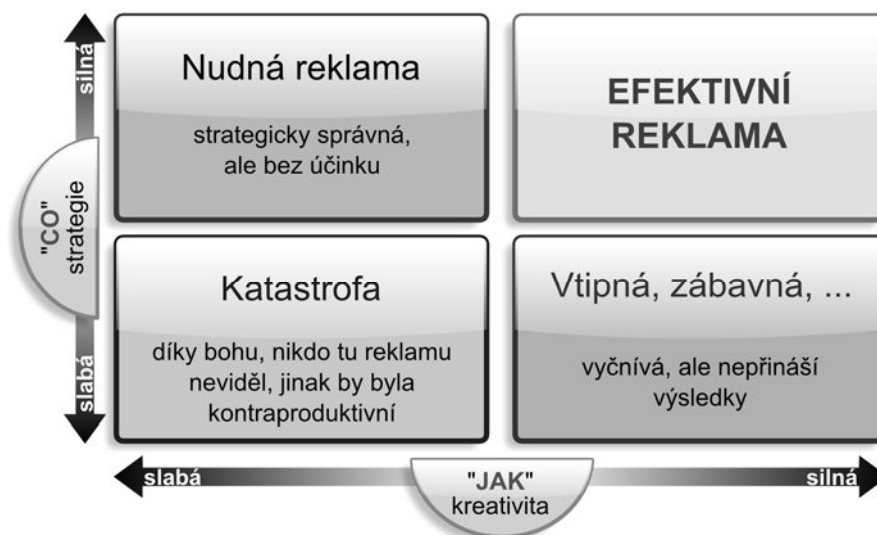 silná
"CO"
strategie
slabá
Nudná reklama
strategicky správná,
ale bez účinku
EFEKTIVNÍ
REKLAMA
Katastrofa
díky bohu, nikdo tu reklamu
neviděl, jinak by byla
kontraproduktivní
Vtipná, zábavná, ...
vyčnívá, ale nepřináší
výsledky
slabá
"JAK"
kreativita
silná